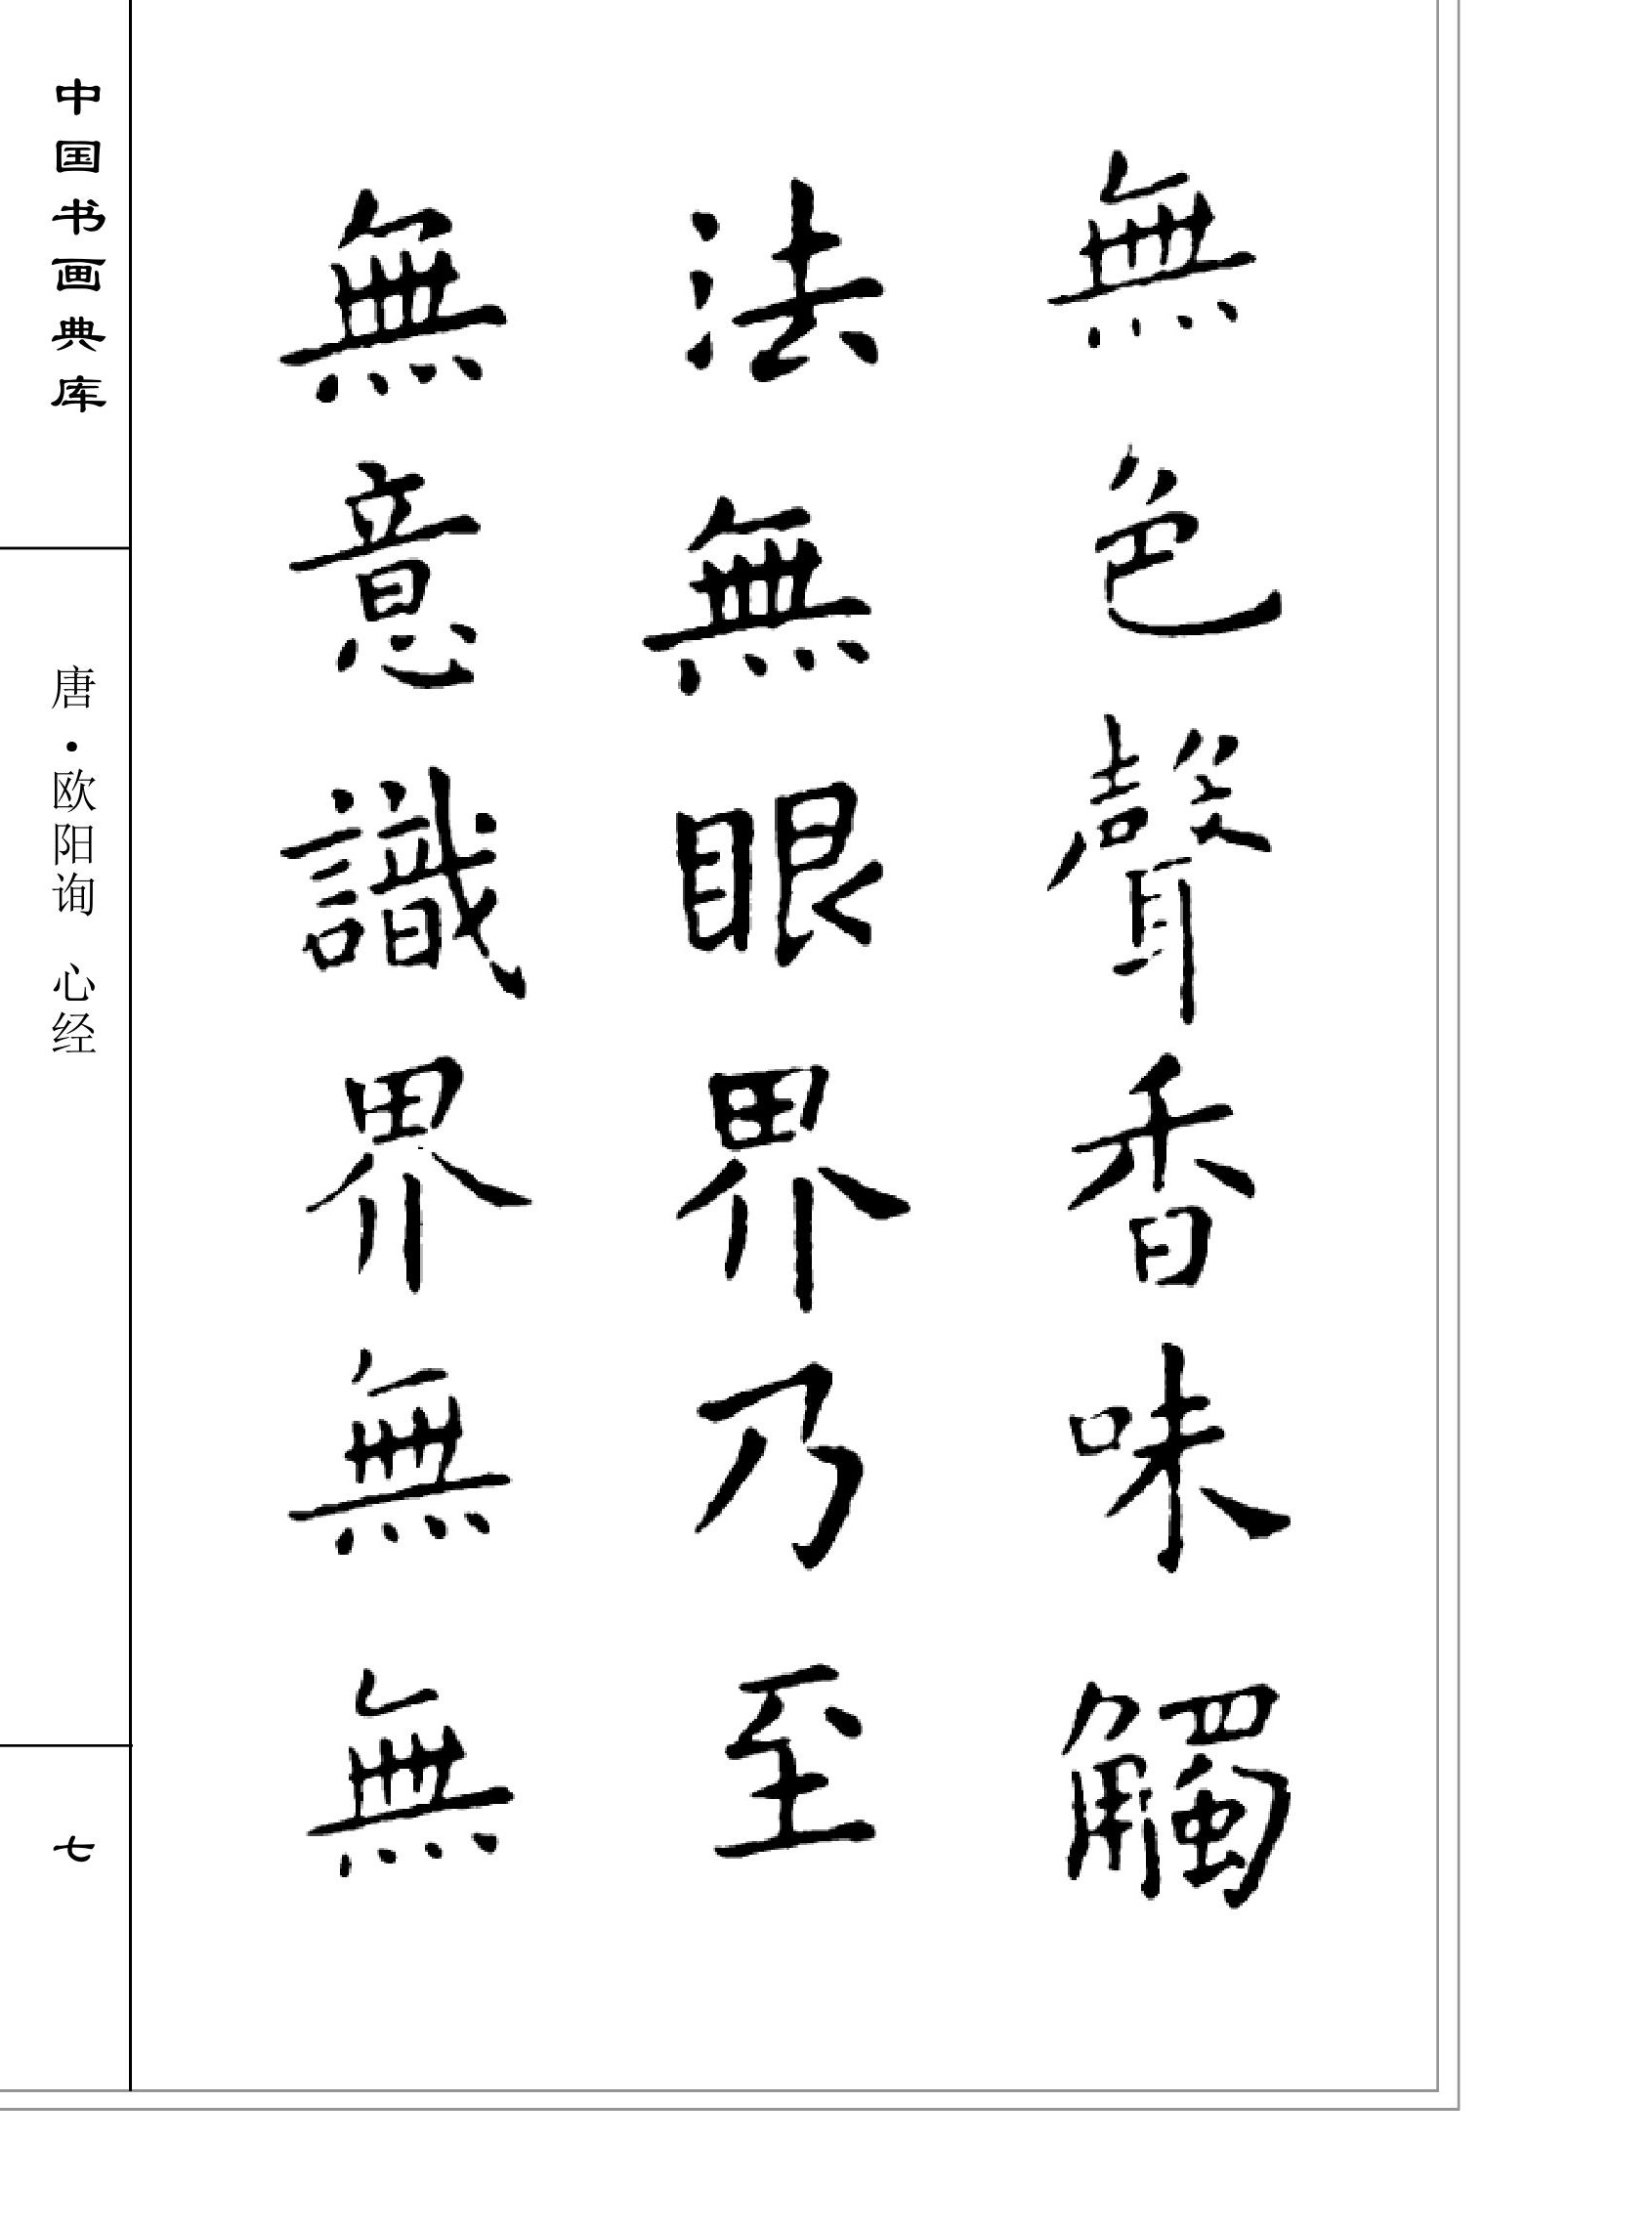 無色聲香味觸
法無眼界乃至
無意識界無無
中国书画典库
唐·欧阳询 心经
七